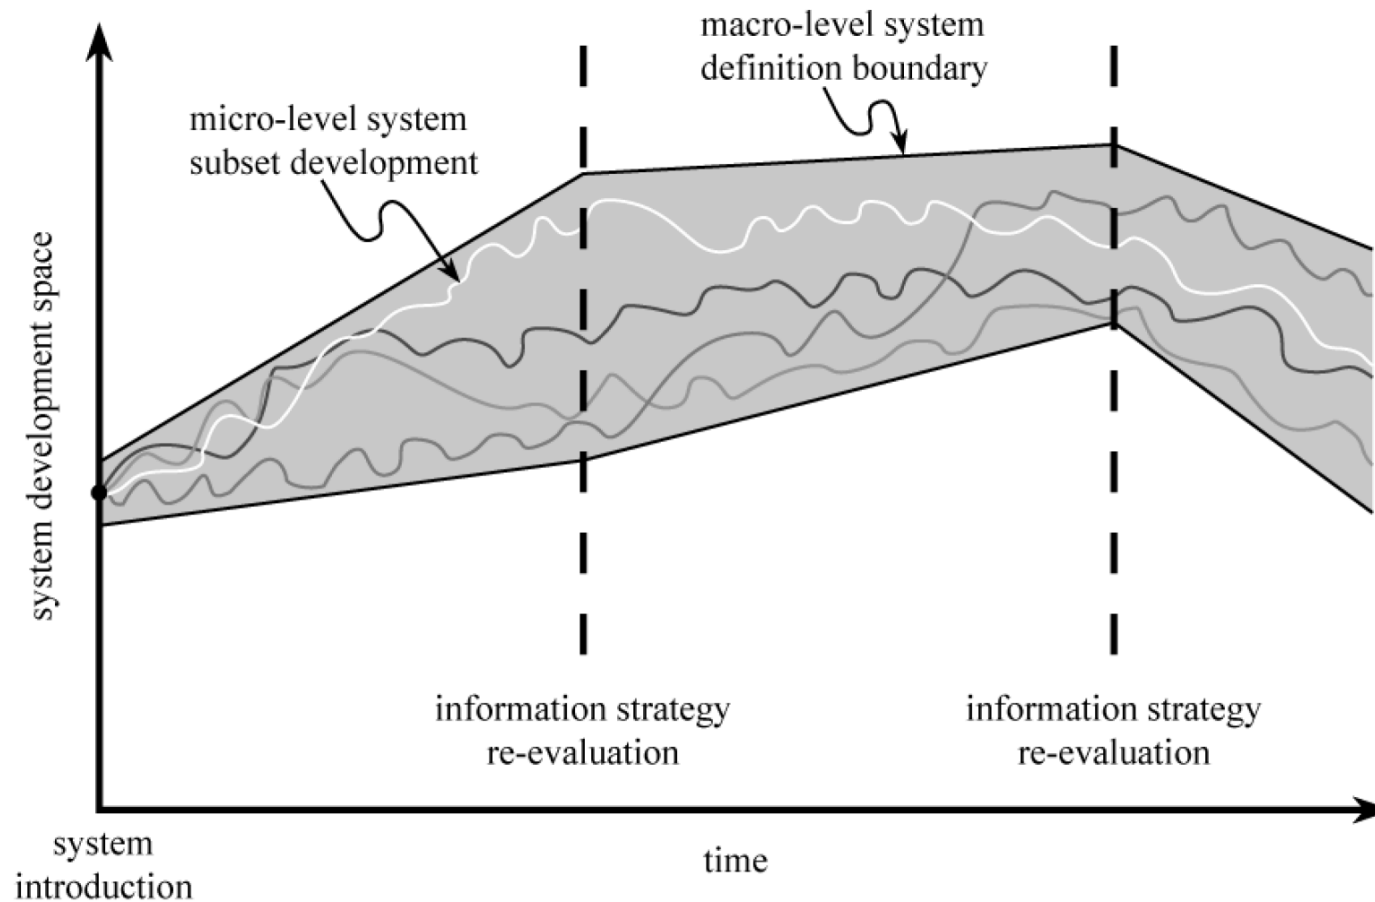 macro-level system
definition boundary
micro-level system
subset development
system development space
information strategy
re-evaluation
information strategy
re-evaluation
system
introduction
time